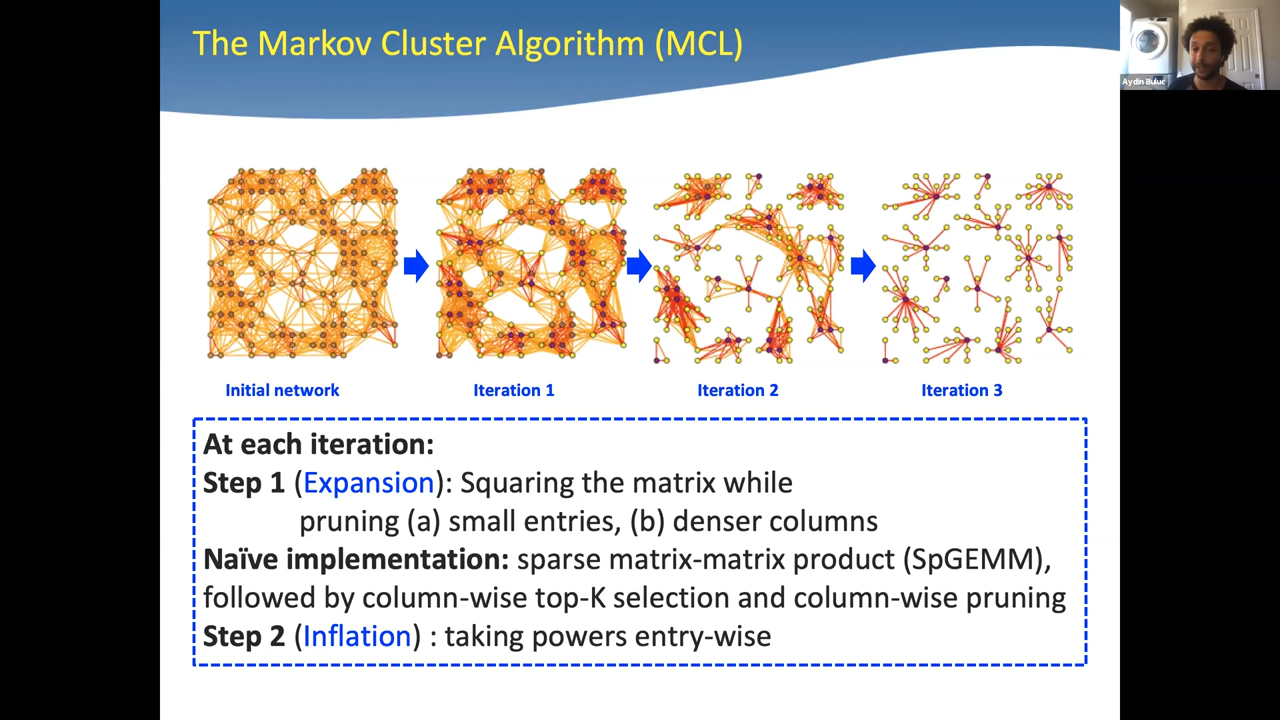 The Markov Cluster Algorithm (MCL)
Aydin Buluc
Initial network
Iteration 1
Iteration 2
Iteration 3
At each iteration:
Step 1 (Expansion): Squaring the matrix while
pruning (a) small entries, (b) denser columns
Naïve implementation: sparse matrix-matrix product (SpGEMM),
followed by column-wise top-K selection and column-wise pruning
Step 2 (Inflation) : taking powers entry-wise